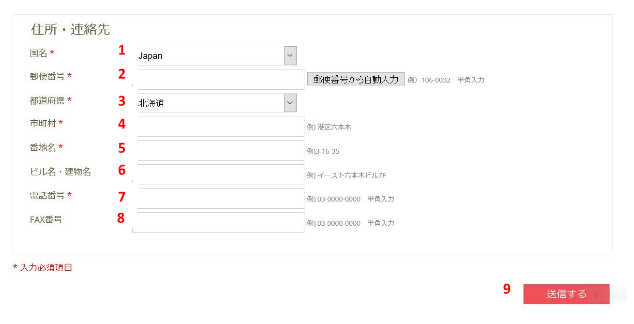 住所・連絡先
国名 * 1 Japan
郵便番号 * 2 郵便番号から自動入力 例) 106-0032 半角入力
都道府県 * 3 北海道
市町村 * 4 例) 港区六本木
番地名 * 5 例)3-16-35
ビル名・建物名 6 例) イースト六本木ビル7F
電話番号 * 7 例) 03-0000-0000 半角入力
FAX番号 8 例) 03-0000-0000 半角入力
* 入力必須項目
9 送信する